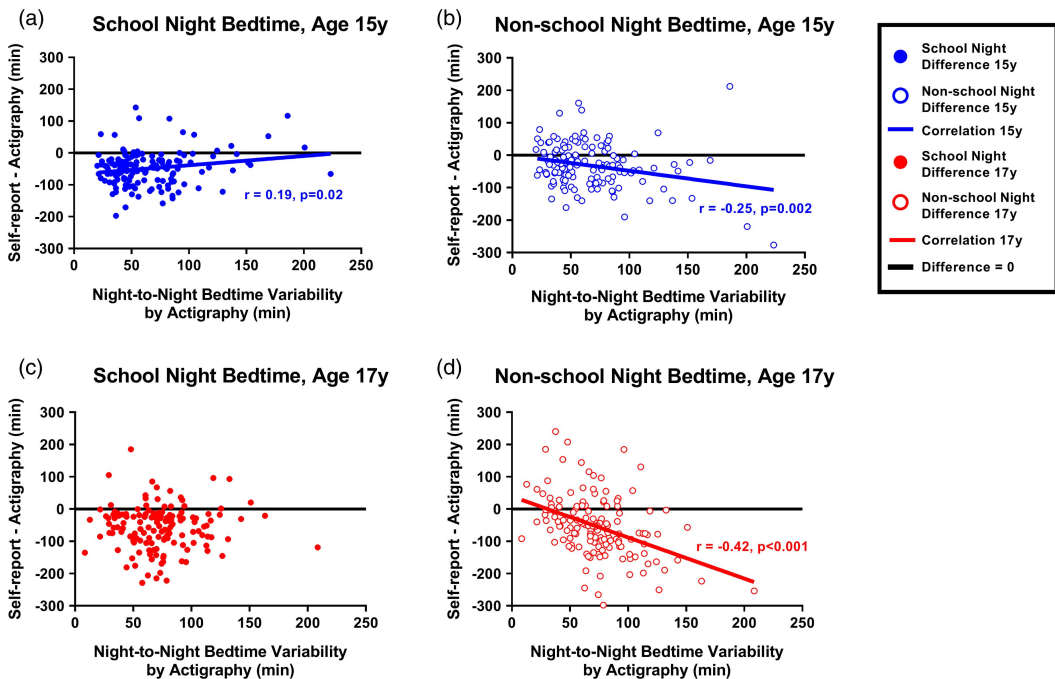 (a)
School Night Bedtime, Age 15y
300
200
100
0
-100
-200
-300
Self-report - Actigraphy (min)
r = 0.19, p=0.02
0
50
100
150
200
250
Night-to-Night Bedtime Variability
by Actigraphy (min)
(b)
Non-school Night Bedtime, Age 15y
300
200
100
0
-100
-200
-300
Self-report - Actigraphy (min)
r = -0.25, p=0.002
0
50
100
150
200
250
Night-to-Night Bedtime Variability
by Actigraphy (min)
School Night
Difference 15y
Non-school Night
Difference 15y
Correlation 15y
School Night
Difference 17y
Non-school Night
Difference 17y
Correlation 17y
Difference = 0
(c)
School Night Bedtime, Age 17y
300
200
100
0
-100
-200
-300
Self-report - Actigraphy (min)
0
50
100
150
200
250
Night-to-Night Bedtime Variability
by Actigraphy (min)
(d)
Non-school Night Bedtime, Age 17y
300
200
100
0
-100
-200
-300
Self-report - Actigraphy (min)
r = -0.42, p<0.001
0
50
100
150
200
250
Night-to-Night Bedtime Variability
by Actigraphy (min)